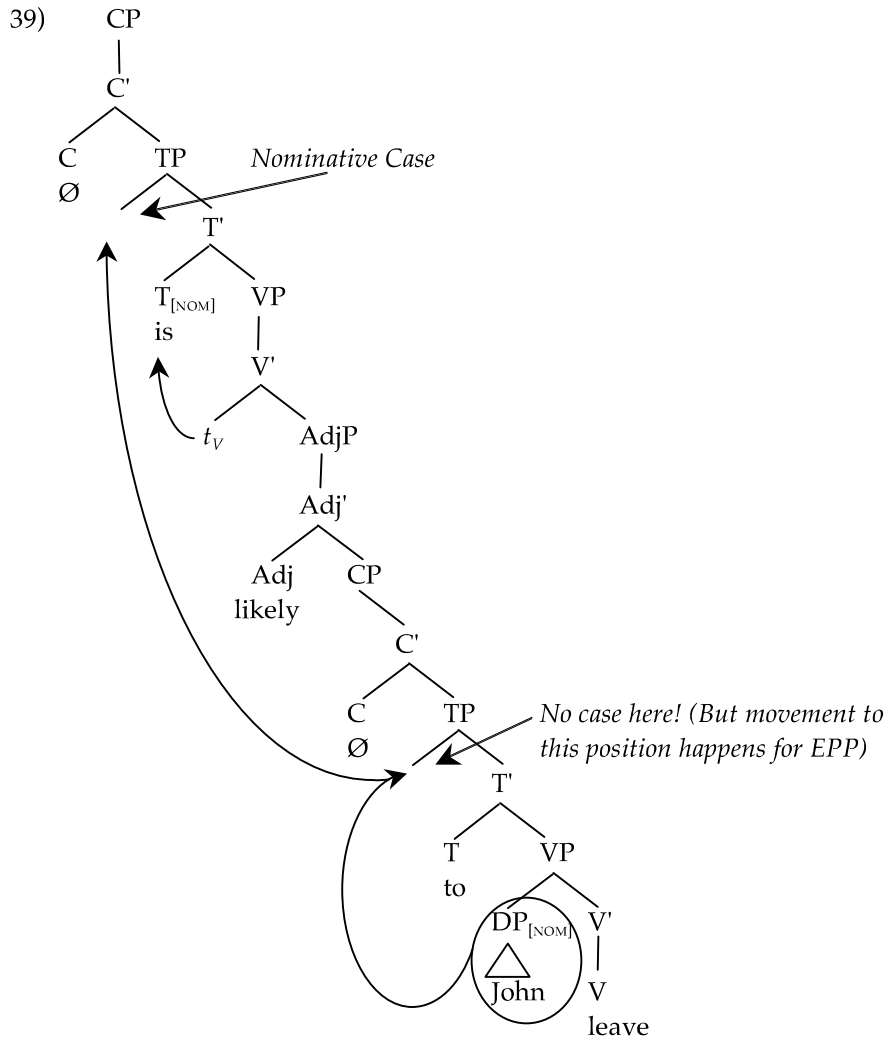 39) CP
C'
C TP Nominative Case
Ø
T'
T[NOM] VP
is
V'
tV AdjP
Adj'
Adj CP
likely
C'
C TP No case here! (But movement to
Ø this position happens for EPP)
T'
T VP
to
DP[NOM] V'
John V
leave